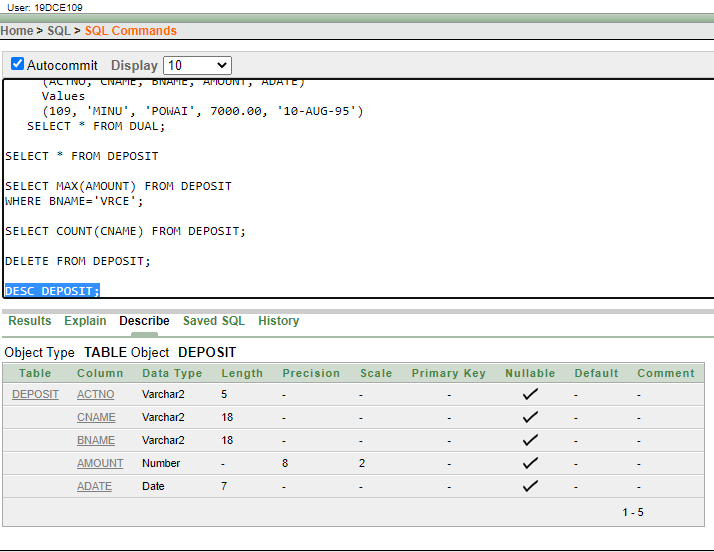 User: 19DCE109
Home > SQL > SQL Commands
Autocommit Display 10
(ACTNO, CNAME, BNAME, AMOUNT, ADATE)
Values
(109, 'MINU', 'POWAI', 7000.00, '10-AUG-95')
SELECT * FROM DUAL;
SELECT * FROM DEPOSIT
SELECT MAX(AMOUNT) FROM DEPOSIT
WHERE BNAME='VRCE';
SELECT COUNT(CNAME) FROM DEPOSIT;
DELETE FROM DEPOSIT;
DESC DEPOSIT;
Results Explain Describe Saved SQL History
Object Type TABLE Object DEPOSIT
Table Column Data Type Length Precision Scale Primary Key Nullable Default Comment
DEPOSIT ACTNO Varchar2 5 - - - - -
CNAME Varchar2 18 - - - - -
BNAME Varchar2 18 - - - - -
AMOUNT Number - 8 2 - - -
ADATE Date 7 - - - - -
1 - 5